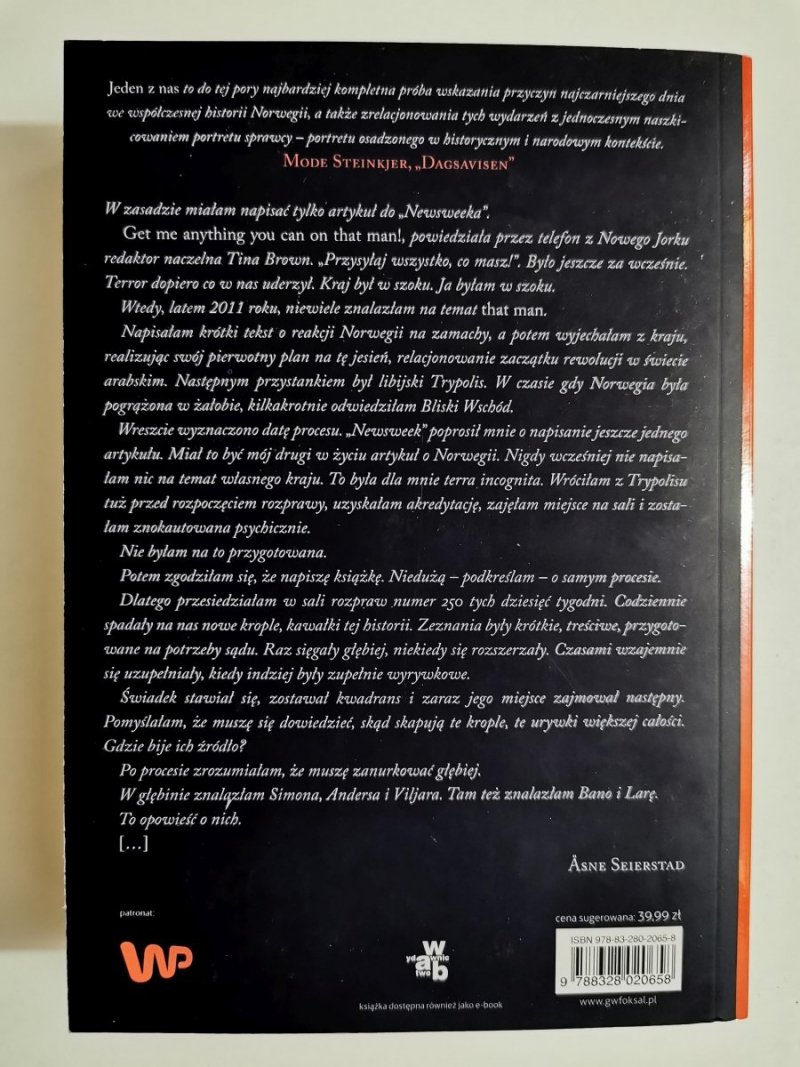 Jeden z nas to do tej pory najbardziej kompletna próba wskazania przyczyn najczarniejszego dnia
we współczesnej historii Norwegii, a także zrelacjonowania tych wydarzeń z jednoczesnym naszki-
cowaniem portretu sprawcy – portretu osadzonego w historycznym i narodowym kontekście.
Mode Steinkjer, „Dagsavisen”
W zasadzie miałam napisać tylko artykuł do „Newsweeka”.
Get me anything you can on that man!, powiedziała przez telefon z Nowego Jorku
redaktor naczelna Tina Brown. „Przysyłaj wszystko, co masz!”. Było jeszcze za wcześnie.
Terror dopiero co w nas uderzył. Kraj był w szoku. Ja byłam w szoku.
Wtedy, latem 2011 roku, niewiele znalazłam na temat that man.
Napisałam krótki tekst o reakcji Norwegii na zamachy, a potem wyjechałam z kraju,
realizując swój pierwotny plan na tę jesień, relacjonowanie zaczątku rewolucji w świecie
arabskim. Następnym przystankiem był libijski Trypolis. W czasie gdy Norwegia była
pogrążona w żałobie, kilkakrotnie odwiedziłam Bliski Wschód.
Wreszcie wyznaczono datę procesu. „Newsweek” poprosił mnie o napisanie jeszcze jednego
artykułu. Miał to być mój drugi w życiu artykuł o Norwegii. Nigdy wcześniej nie napisa-
łam nic na temat własnego kraju. To była dla mnie terra incognita. Wróciłam z Trypolisu
tuż przed rozpoczęciem rozprawy, uzyskałam akredytację, zajęłam miejsce na sali i zosta-
łam znokautowana psychicznie.
Nie byłam na to przygotowana.
Potem zgodziłam się, że napiszę książkę. Niedużą – podkreślam – o samym procesie.
Dlatego przesiedziałam w sali rozpraw numer 250 tych dziesięć tygodni. Codziennie
spadały na nas nowe krople, kawałki tej historii. Zeznania były krótkie, treściwe, przygoto-
wane na potrzeby sądu. Raz sięgały głębiej, niekiedy się rozszerzały. Czasami wzajemnie
się uzupełniały, kiedy indziej były zupełnie wyrywkowe.
Świadek stawiał się, zostawał kwadrans i zaraz jego miejsce zajmował następny.
Pomyślałam, że muszę się dowiedzieć, skąd skapują te krople, te urywki większej całości.
Gdzie bije ich źródło?
Po procesie zrozumiałam, że muszę zanurkować głębiej.
W głębinie znalazłam Simona, Andersa i Viljara. Tam też znalazłam Bano i Larę.
To opowieść o nich.
[...]
Åsne Seierstad
patronat:
WP
cena sugerowana: 39,99 zł
w
ydawnic
ab
two
ISBN 978-83-280-2065-8
9 788328 020658
www.gwfoksal.pl
książka dostępna również jako e-book